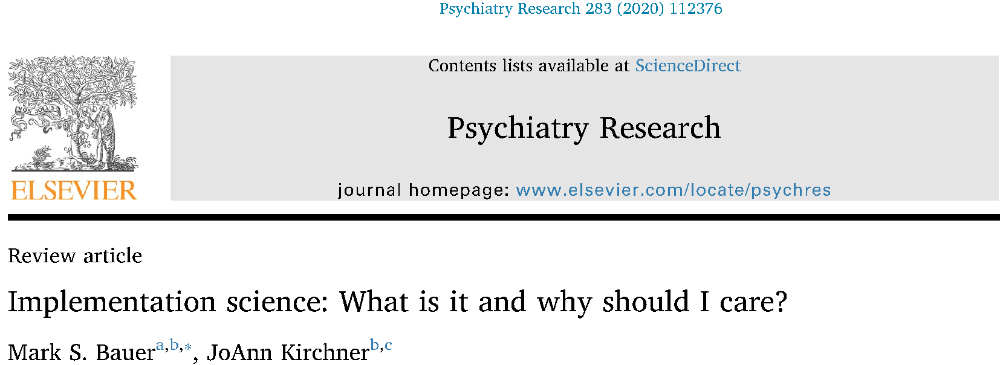 Psychiatry Research 283 (2020) 112376
Contents lists available at ScienceDirect
Psychiatry Research
journal homepage: www.elsevier.com/locate/psychres
NON SOLUS
ELSEVIER
Review article
Implementation science: What is it and why should I care?
Mark S. Bauer a,b,*, JoAnn Kirchner b,c